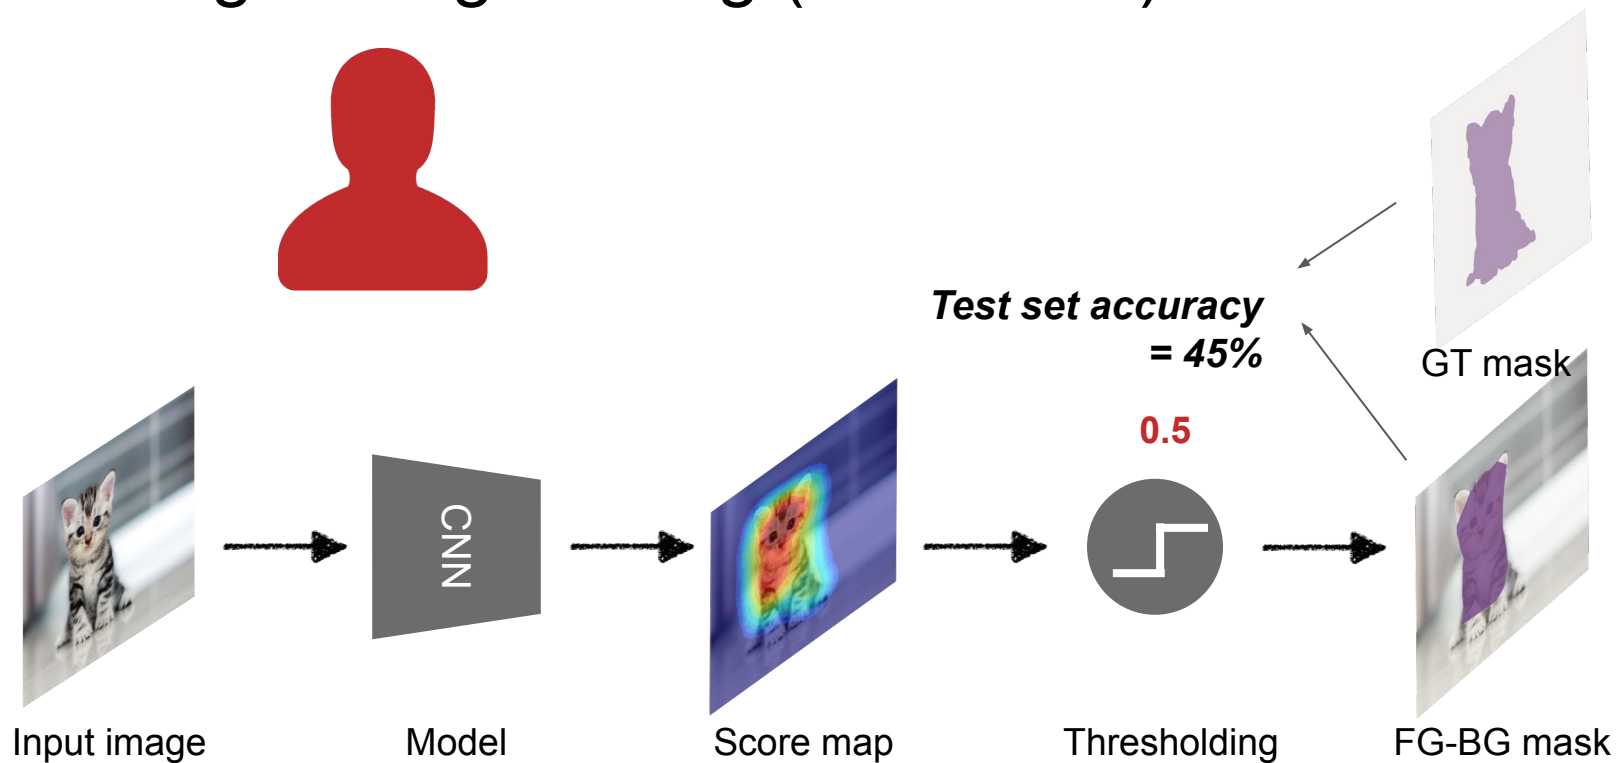 Test set accuracy
= 45%
GT mask
0.5
CNN
Input image
Model
Score map
Thresholding
FG-BG mask